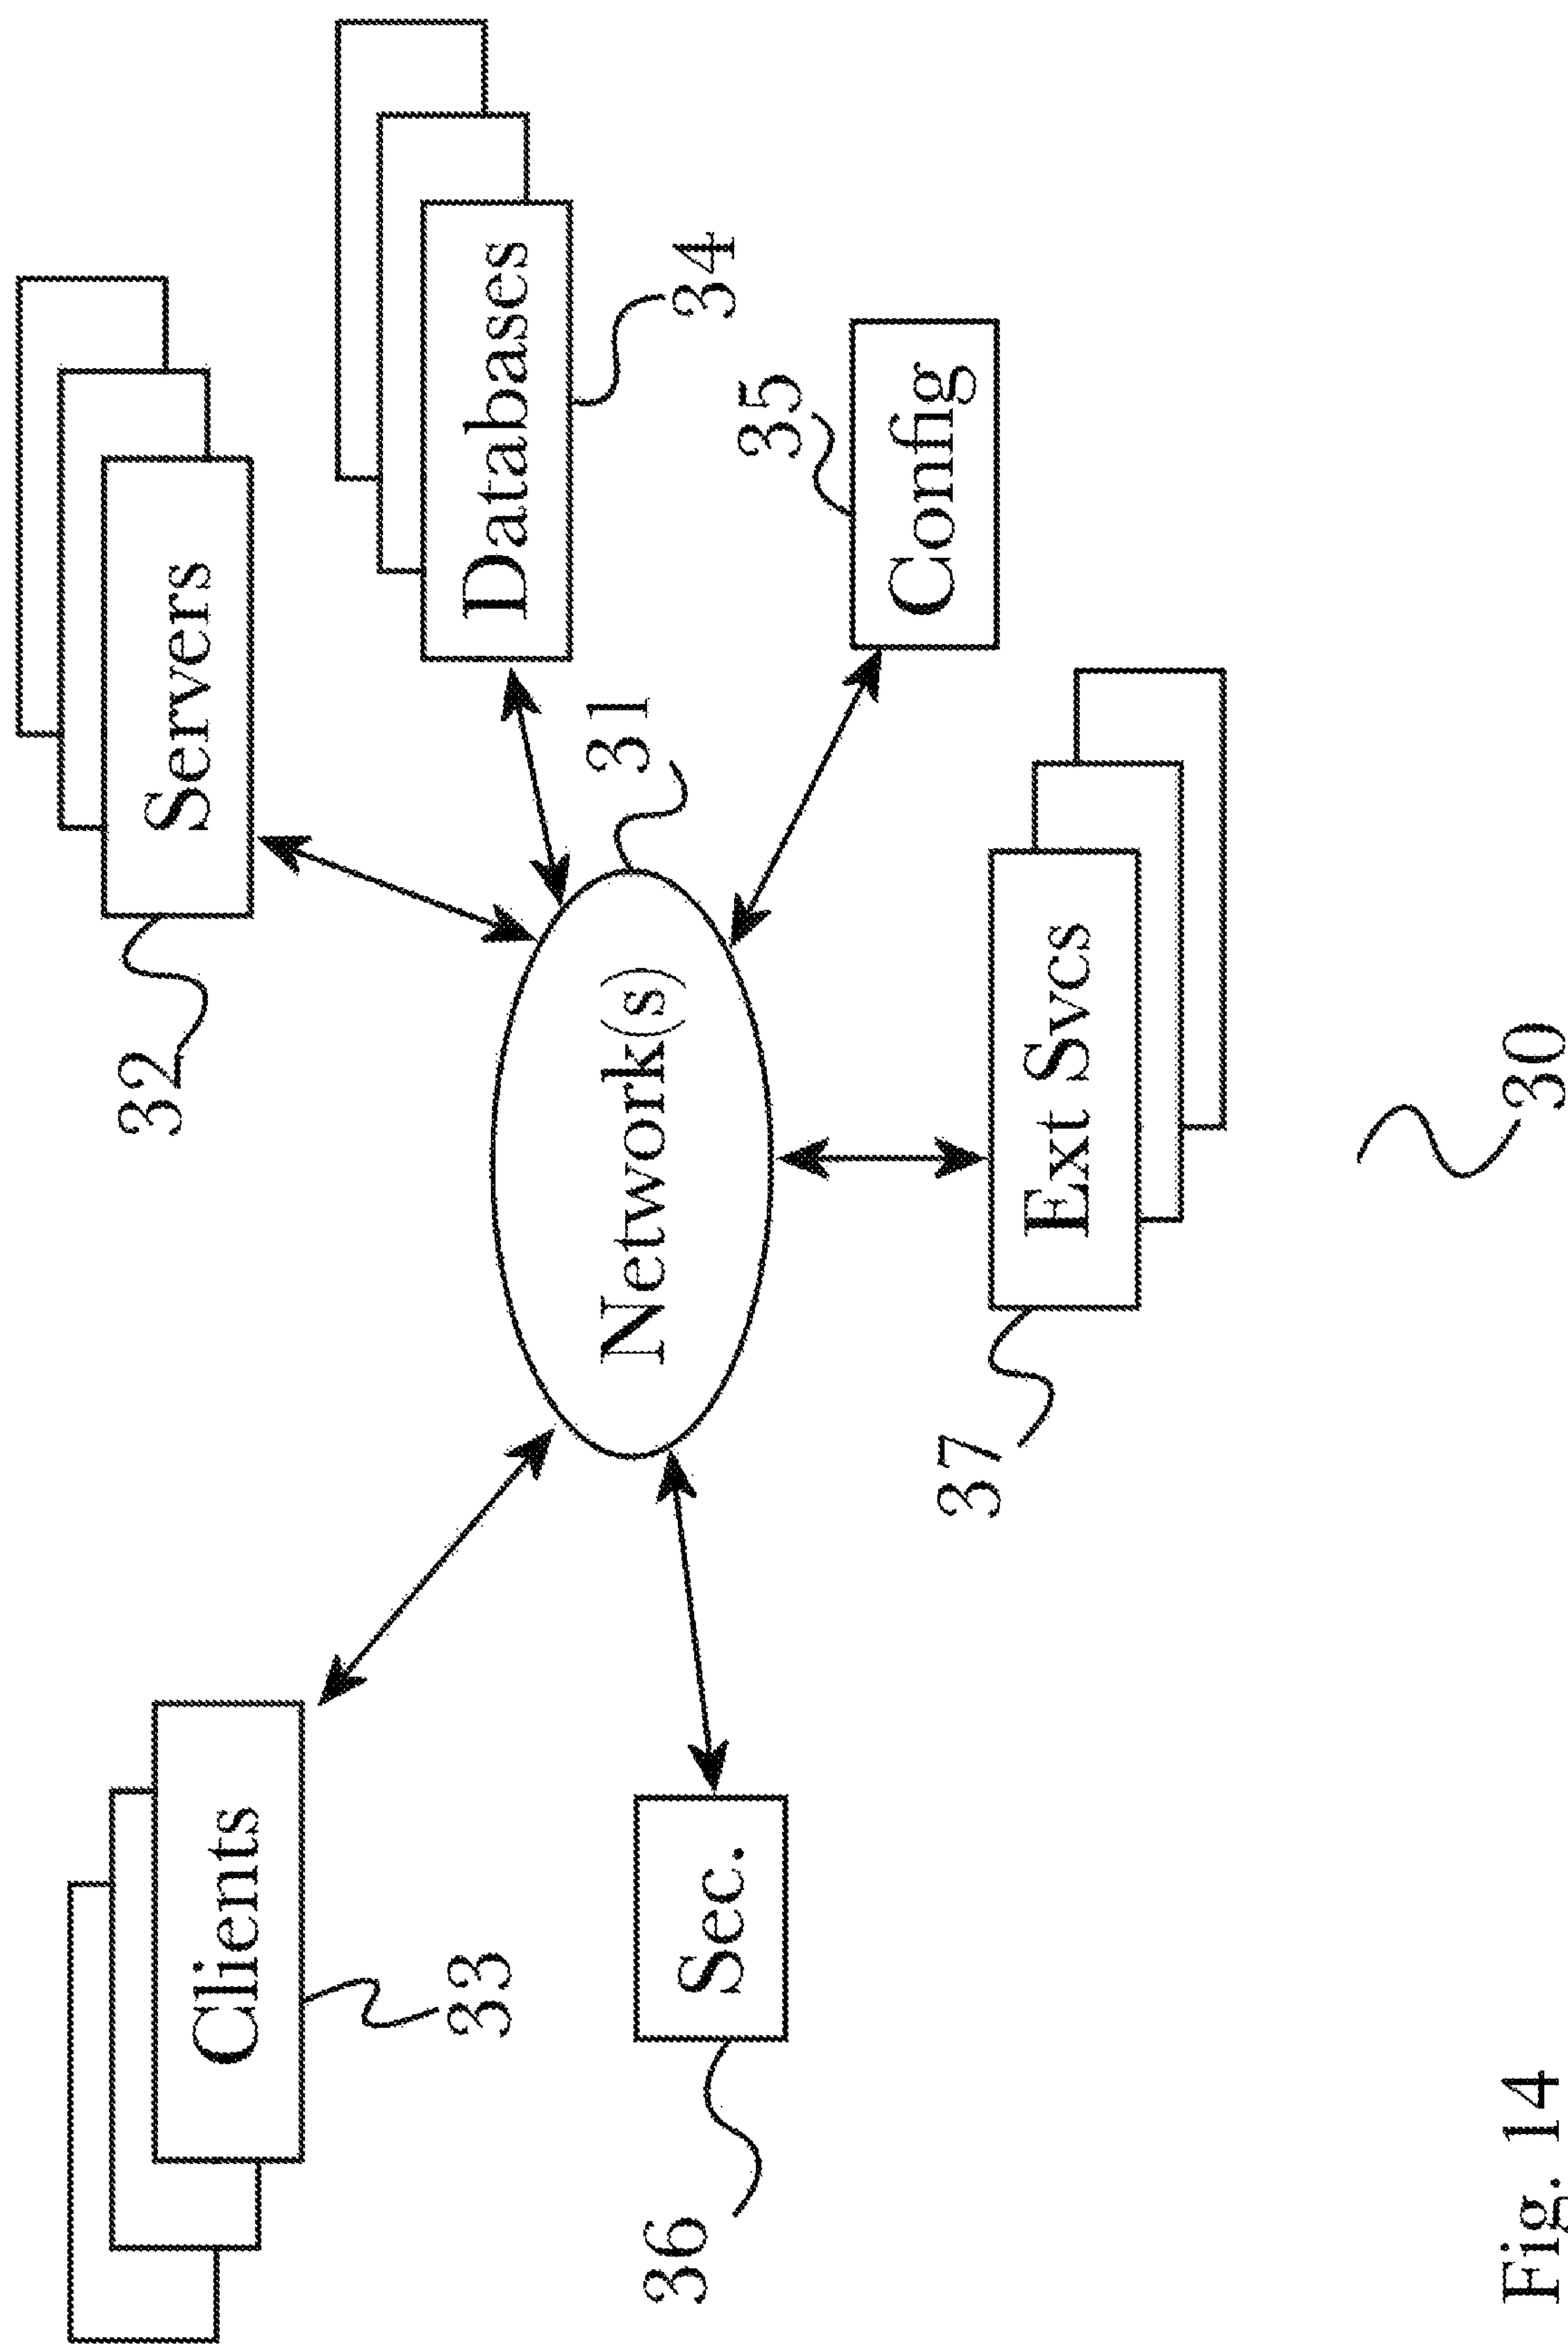 Servers
32
Clients
33
Databases
34
31
Network(s)
Sec.
36
35
Config
37
Ext Svcs
30
Fig. 14